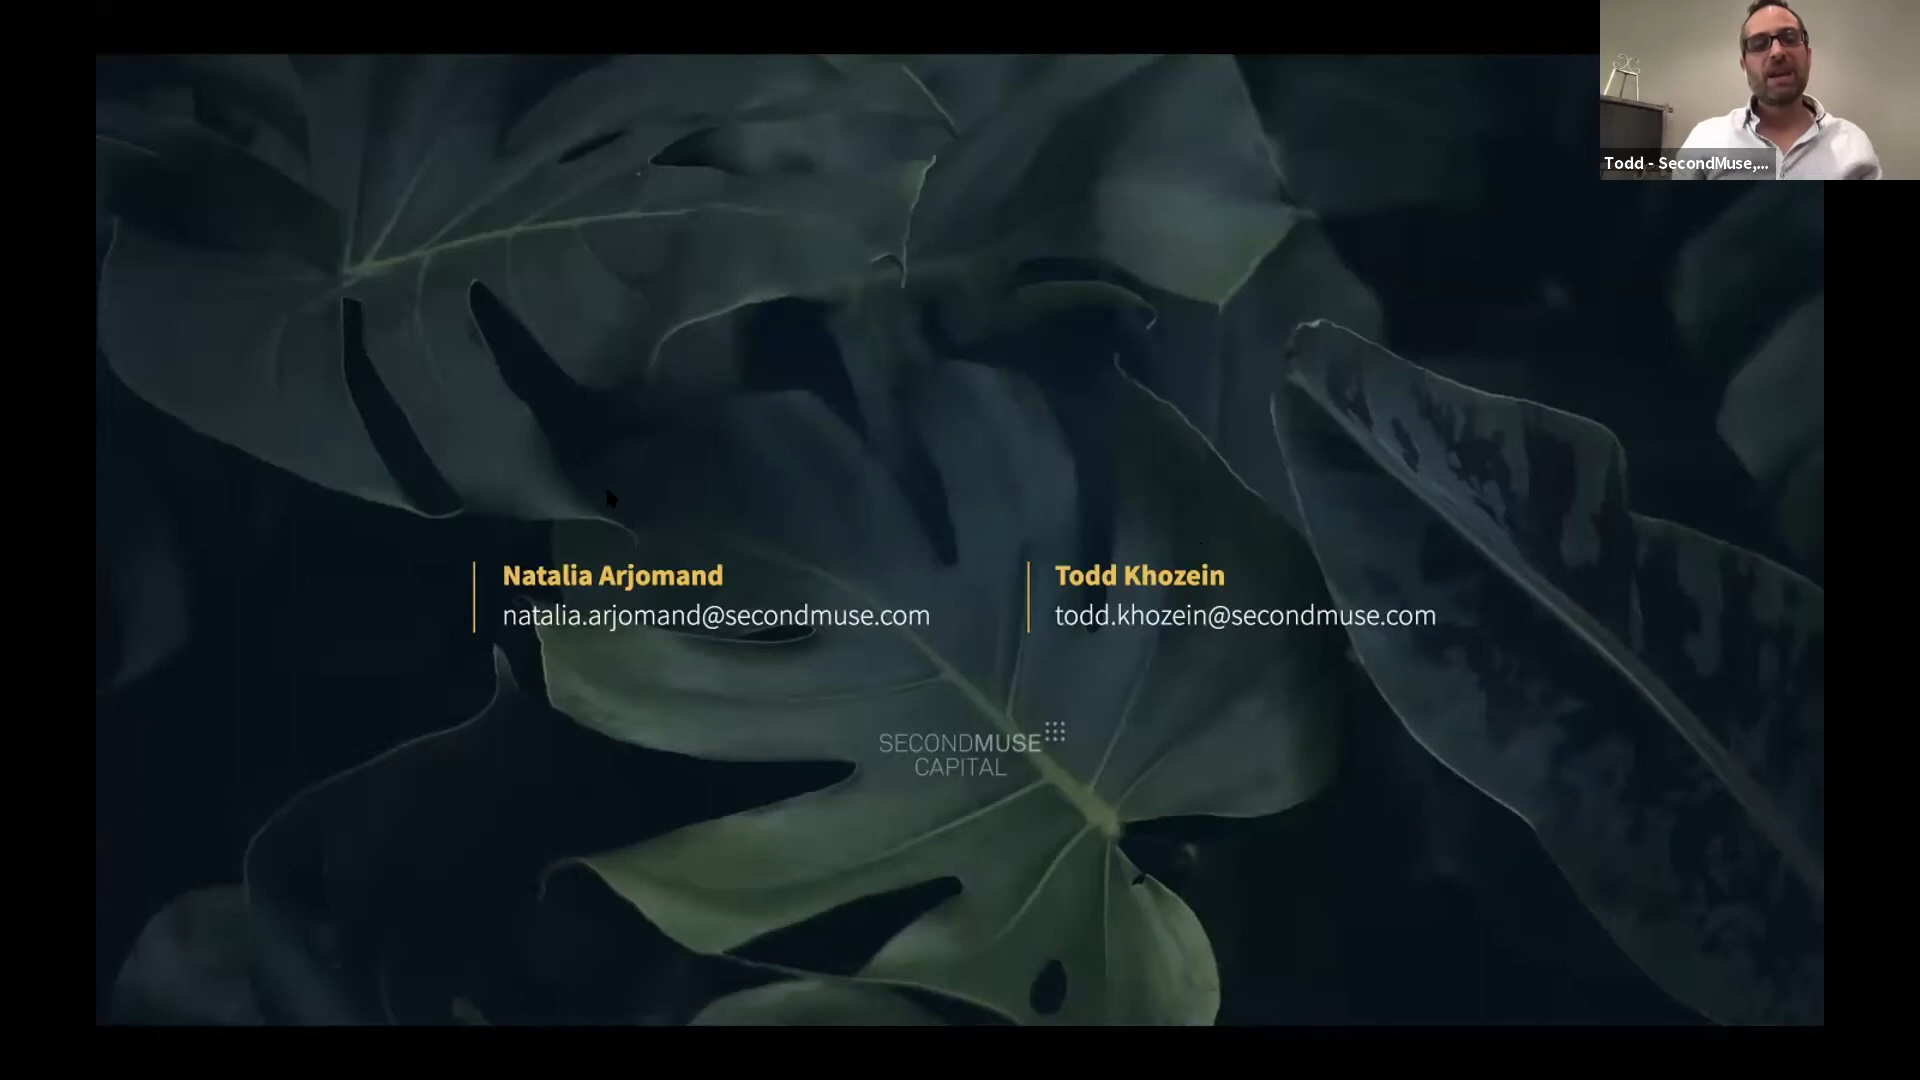 Todd - SecondMuse,...
Natalia Arjomand
natalia.arjomand@secondmuse.com
Todd Khozein
todd.khozein@secondmuse.com
SECONDMUSE
CAPITAL